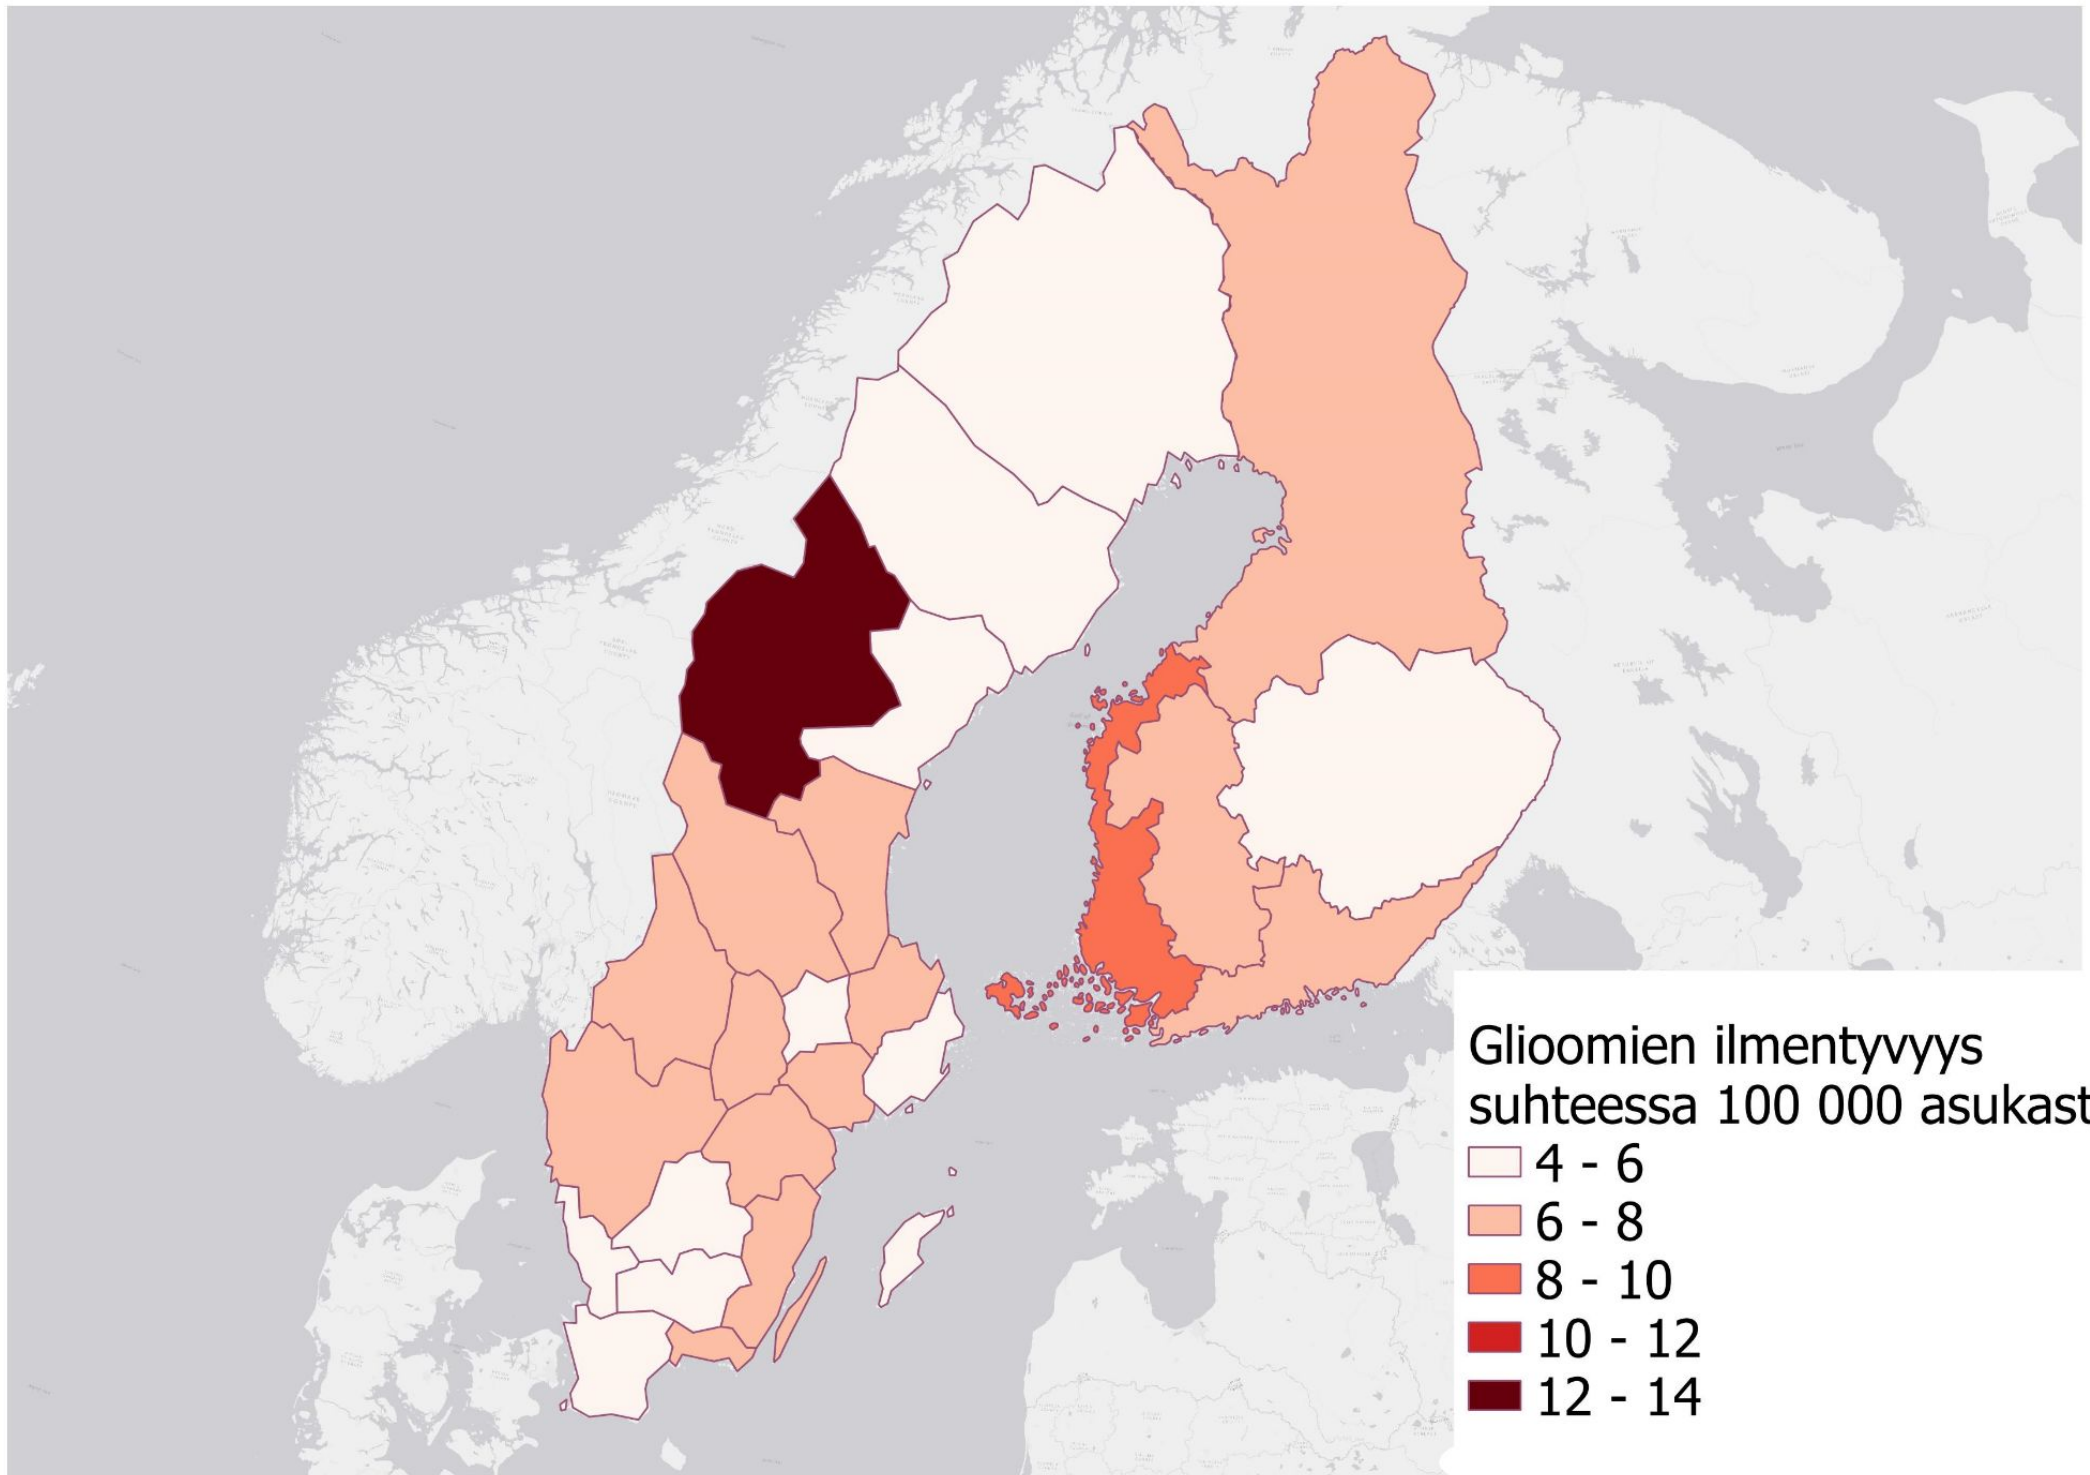 Glioomien ilmentyvyys
suhteessa 100 000 asukast
4 - 6
6 - 8
8 - 10
10 - 12
12 - 14